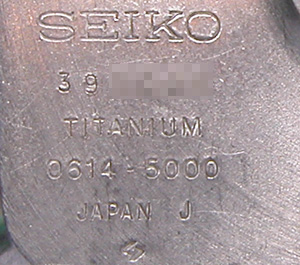 SEIKO
39
TITANIUM
0614-5000
JAPAN J